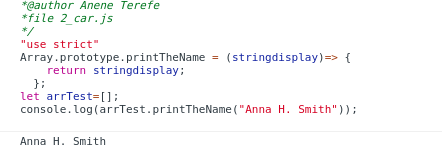 *@author Anene Terefe
*file 2_car.js
*/
"use strict"
Array.prototype.printTheName = (stringdisplay)=> {
    return stringdisplay;
  };
let arrTest=[];
console.log(arrTest.printTheName("Anna H. Smith"));
Anna H. Smith